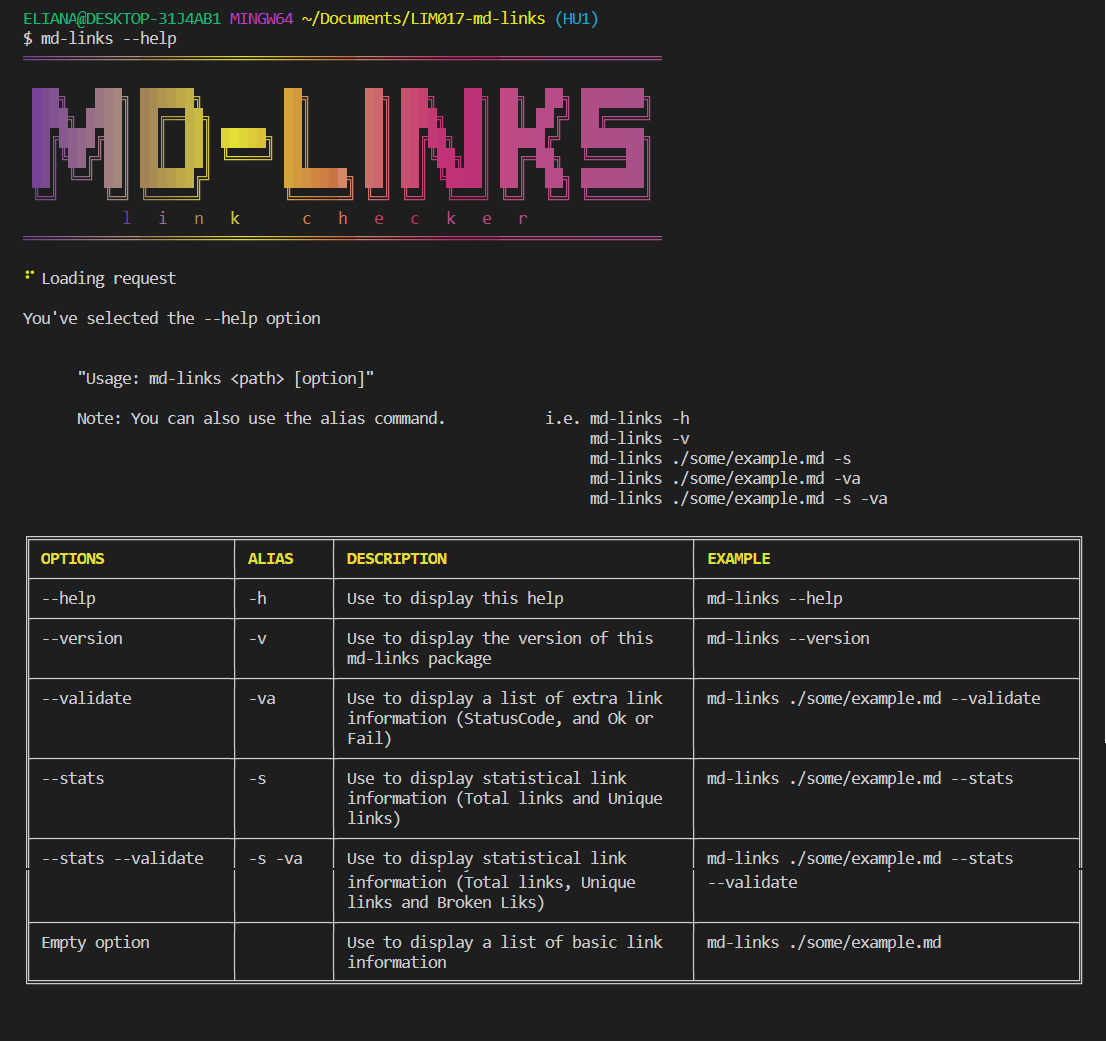 ELIANA@DESKTOP-31J4AB1 MINGW64 ~/Documents/LIM017-md-links (HU1)
$ md-links --help
MD-LINKS
link checker
Loading request
You've selected the --help option
"Usage: md-links <path> [option]"
Note: You can also use the alias command. i.e. md-links -h
md-links -v
md-links ./some/example.md -s
md-links ./some/example.md -va
md-links ./some/example.md -s -va
OPTIONS ALIAS DESCRIPTION EXAMPLE
--help -h Use to display this help md-links --help
--version -v Use to display the version of this md-links --version
md-links package
--validate -va Use to display a list of extra link md-links ./some/example.md --validate
information (StatusCode, and Ok or
Fail)
--stats -s Use to display statistical link md-links ./some/example.md --stats
information (Total links and Unique
links)
--stats --validate -s -va Use to display statistical link md-links ./some/example.md --stats
information (Total links, Unique --validate
links and Broken Liks)
Empty option Use to display a list of basic link md-links ./some/example.md
information